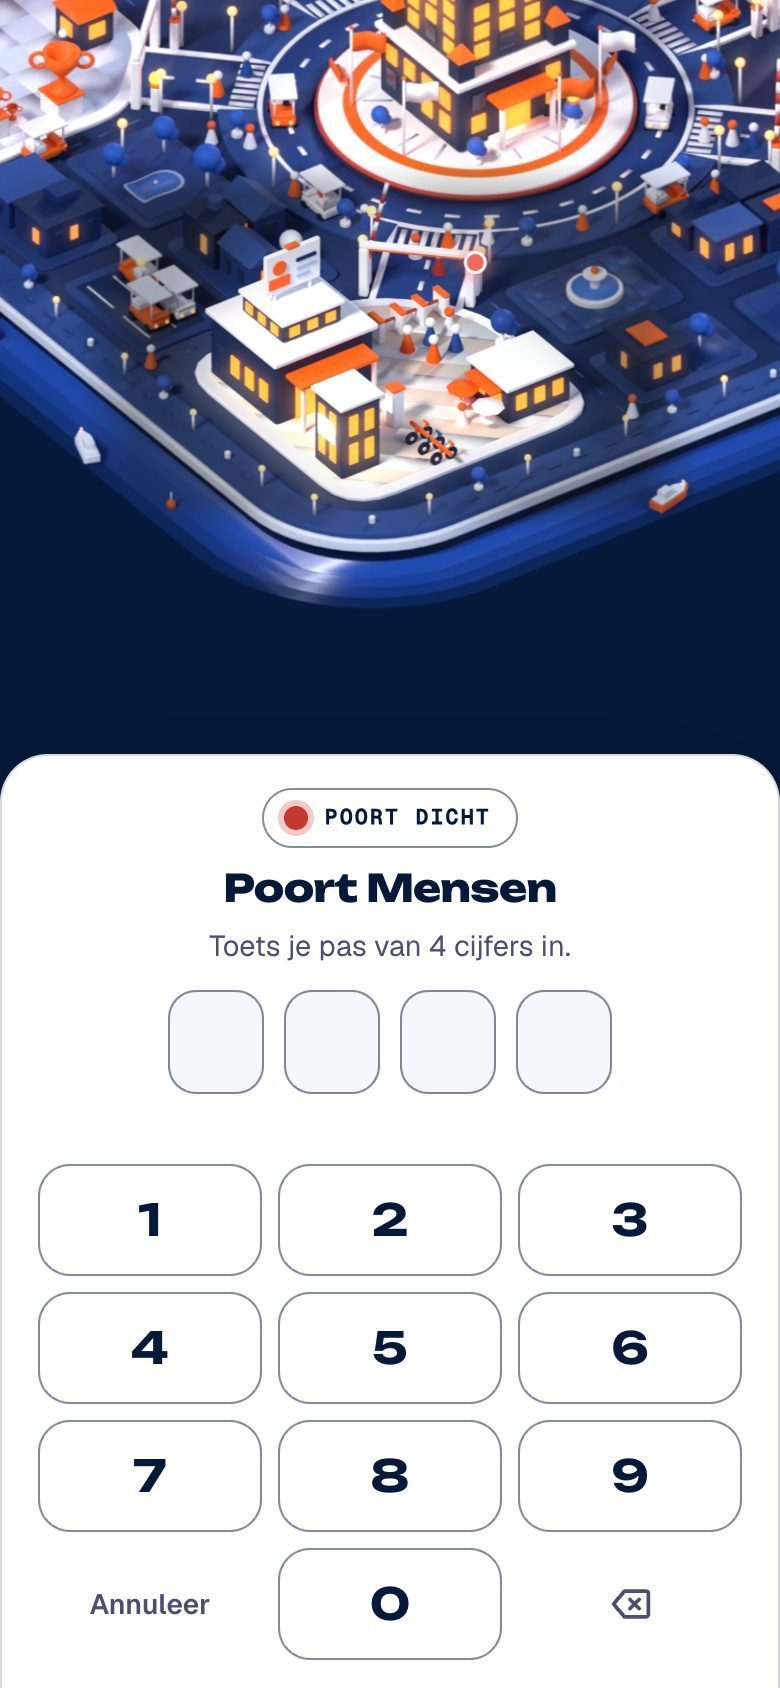 POORT DICHT
Poort Mensen
Toets je pas van 4 cijfers in.
1 2 3
4 5 6
7 8 9
Annuleer 0